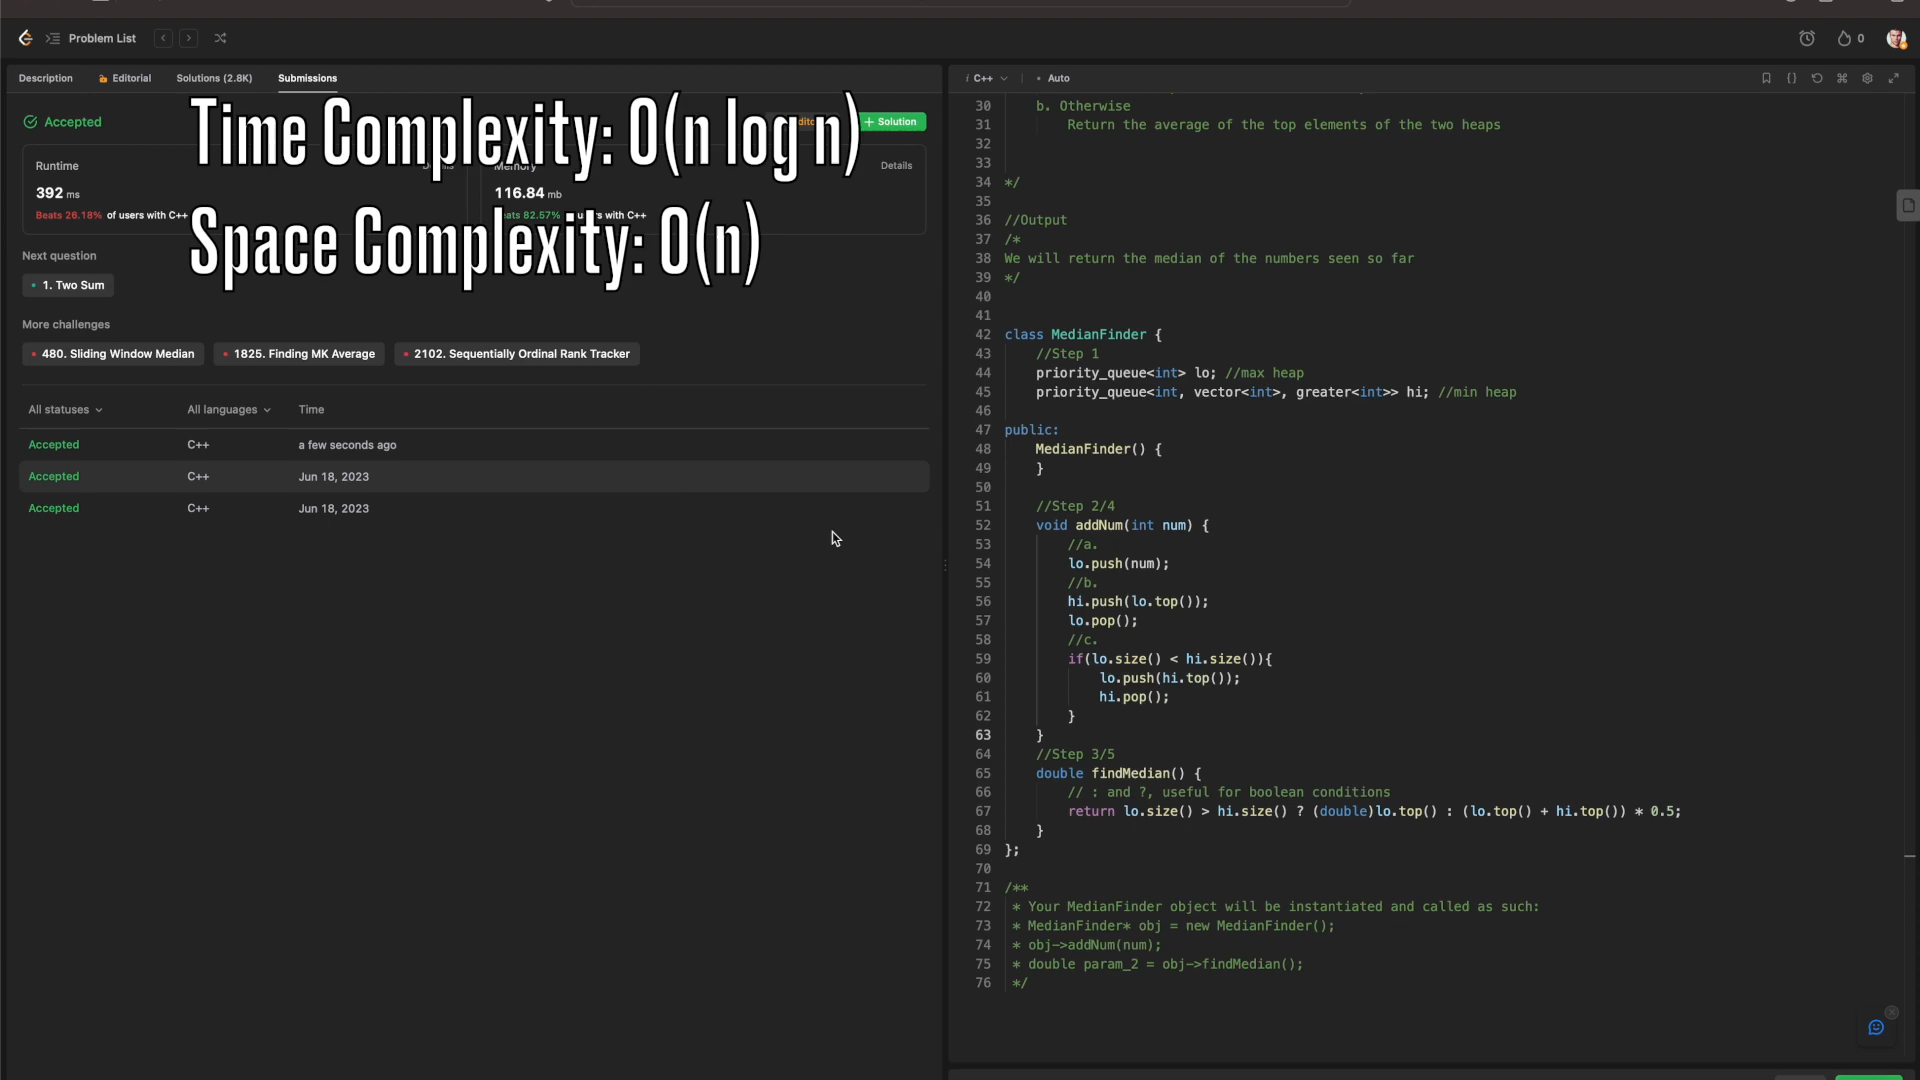 Problem List
0
Description
Editorial
Solutions (2.8K)
Submissions
Accepted
Solution
Time Complexity: O(n log n)
Space Complexity: O(n)
Runtime
392 ms
Beats 26.18% of users with C++
Memory
Details
116.84 mb
82.57%
with C++
Next question
1. Two Sum
More challenges
480. Sliding Window Median
1825. Finding MK Average
2102. Sequentially Ordinal Rank Tracker
All statuses
All languages
Time
Accepted C++ a few seconds ago
Accepted C++ Jun 18, 2023
Accepted C++ Jun 18, 2023
i C++
Auto
30 b. Otherwise
31 Return the average of the top elements of the two heaps
32
33
34 */
35
36 //Output
37 /*
38 We will return the median of the numbers seen so far
39 */
40
41
42 class MedianFinder {
43 //Step 1
44 priority_queue<int> lo; //max heap
45 priority_queue<int, vector<int>, greater<int>> hi; //min heap
46
47 public:
48 MedianFinder() {
49 }
50
51 //Step 2/4
52 void addNum(int num) {
53 //a.
54 lo.push(num);
55 //b.
56 hi.push(lo.top());
57 lo.pop();
58 //c.
59 if(lo.size() < hi.size()){
60 lo.push(hi.top());
61 hi.pop();
62 }
63 }
64 //Step 3/5
65 double findMedian() {
66 // : and ?, useful for boolean conditions
67 return lo.size() > hi.size() ? (double)lo.top() : (lo.top() + hi.top()) * 0.5;
68 }
69 };
70
71 /**
72 * Your MedianFinder object will be instantiated and called as such:
73 * MedianFinder* obj = new MedianFinder();
74 * obj->addNum(num);
75 * double param_2 = obj->findMedian();
76 */